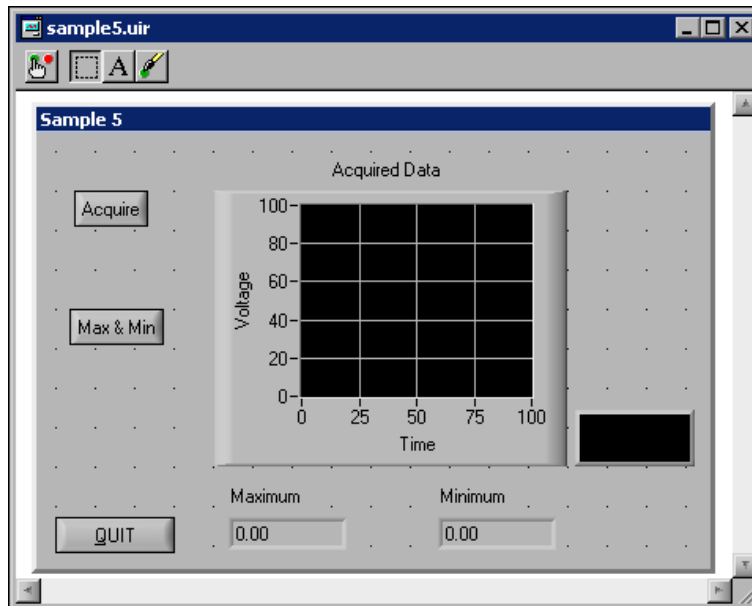 sample5.uir
A
Sample 5
Acquired Data
Acquire
Max & Min
QUIT
Voltage
100
80
60
40
20
0
0 25 50 75 100
Time
Maximum Minimum
0.00 0.00